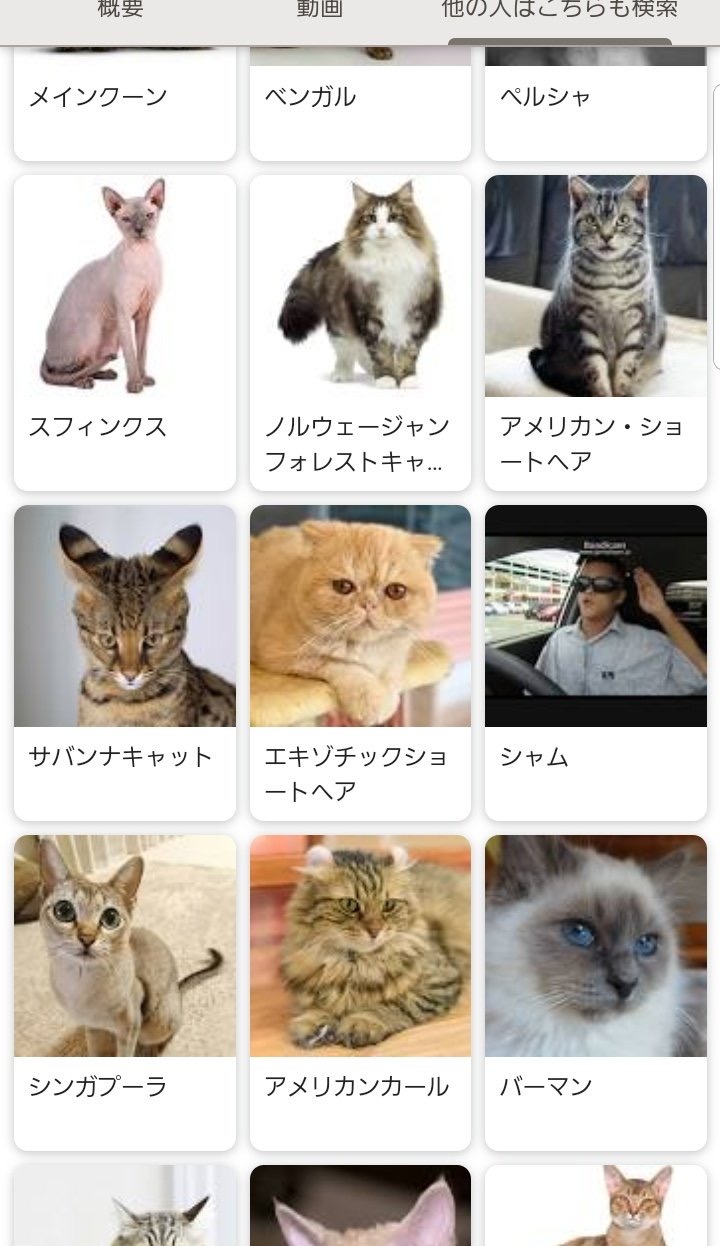 概要 動画 他の人はこちらも検索
メインクーン
ベンガル
ペルシャ
スフィンクス
ノルウェージャン
フォレストキャ...
アメリカン・ショ
ートヘア
Bandicam
サバンナキャット
エキゾチックショ
ートヘア
シャム
シンガプーラ
アメリカンカール
バーマン